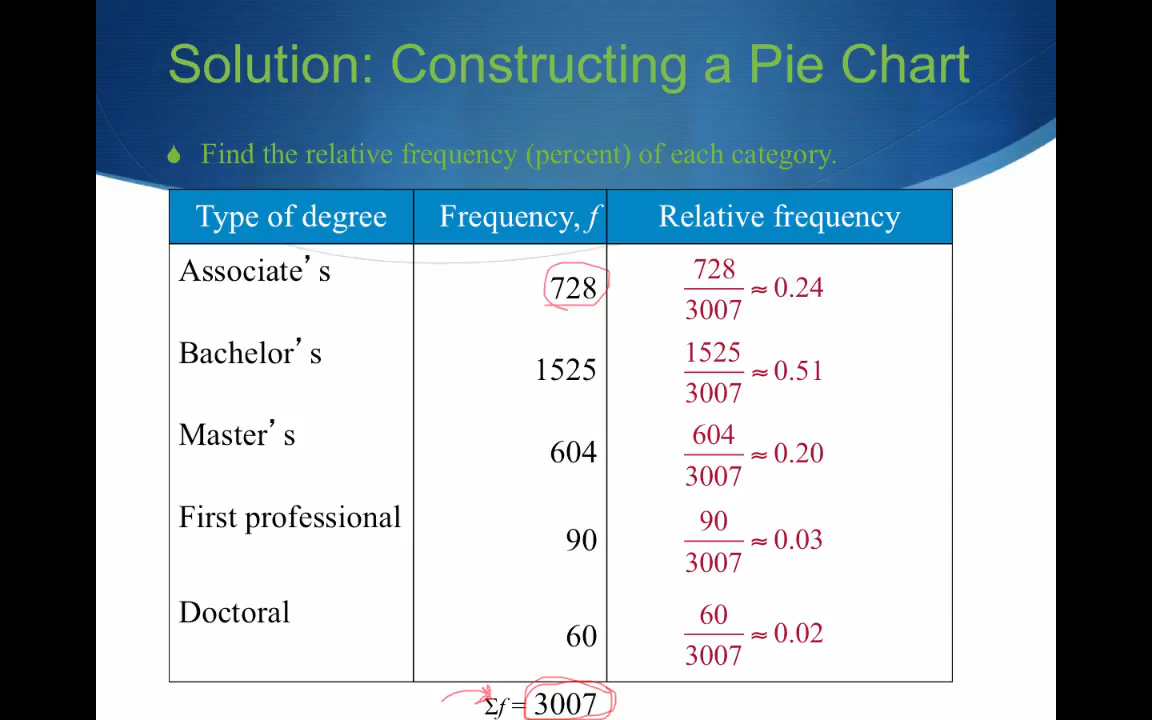 Solution: Constructing a Pie Chart
Find the relative frequency (percent) of each category.
Type of degree Frequency, f Relative frequency
Associate’s 728 728/3007 ≈ 0.24
Bachelor’s 1525 1525/3007 ≈ 0.51
Master’s 604 604/3007 ≈ 0.20
First professional 90 90/3007 ≈ 0.03
Doctoral 60 60/3007 ≈ 0.02
Σf = 3007